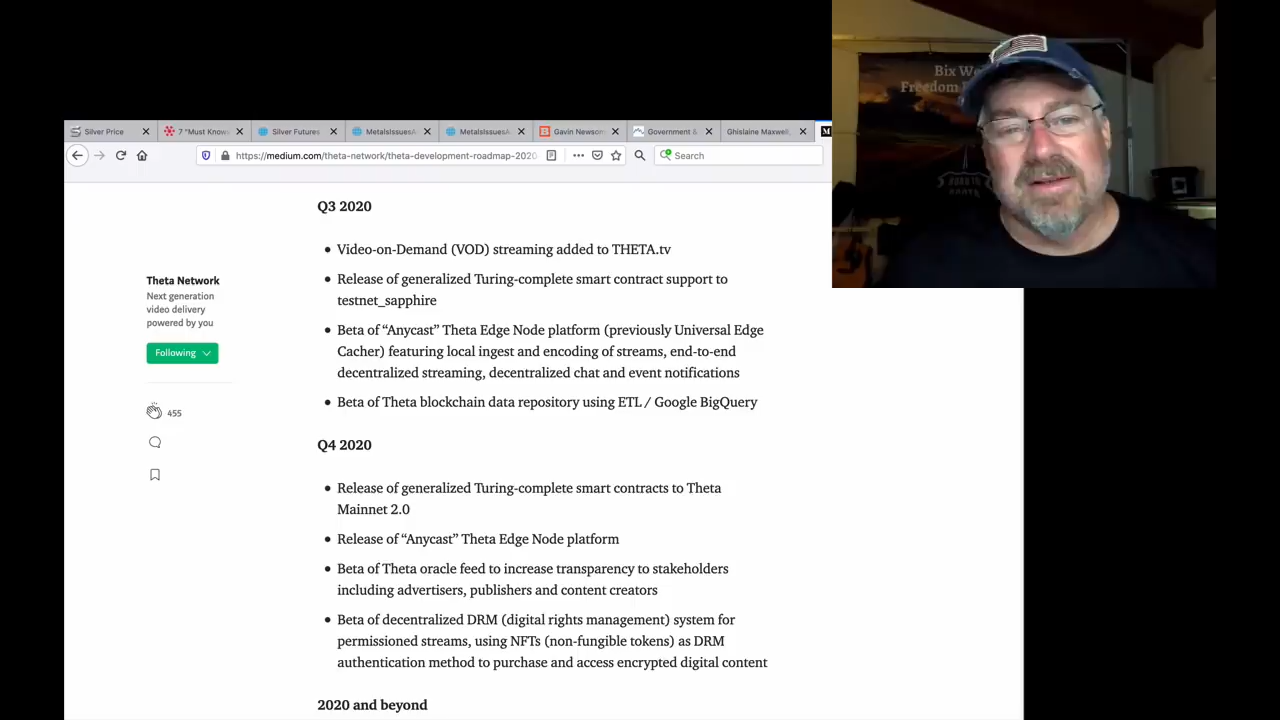 Bix We
Freedom
Silver Price
7 "Must Know
Silver Futures
MetalsIssuesA
MetalsIssuesA
Gavin Newsom
Government &
Ghislaine Maxwell,
https://medium.com/theta-network/theta-development-roadmap-2020
Search
Q3 2020
• Video-on-Demand (VOD) streaming added to THETA.tv
• Release of generalized Turing-complete smart contract support to
testnet_sapphire
• Beta of “Anycast” Theta Edge Node platform (previously Universal Edge
Cacher) featuring local ingest and encoding of streams, end-to-end
decentralized streaming, decentralized chat and event notifications
• Beta of Theta blockchain data repository using ETL / Google BigQuery
Theta Network
Next generation
video delivery
powered by you
Following
455
Q4 2020
• Release of generalized Turing-complete smart contracts to Theta
Mainnet 2.0
• Release of “Anycast” Theta Edge Node platform
• Beta of Theta oracle feed to increase transparency to stakeholders
including advertisers, publishers and content creators
• Beta of decentralized DRM (digital rights management) system for
permissioned streams, using NFTs (non-fungible tokens) as DRM
authentication method to purchase and access encrypted digital content
2020 and beyond